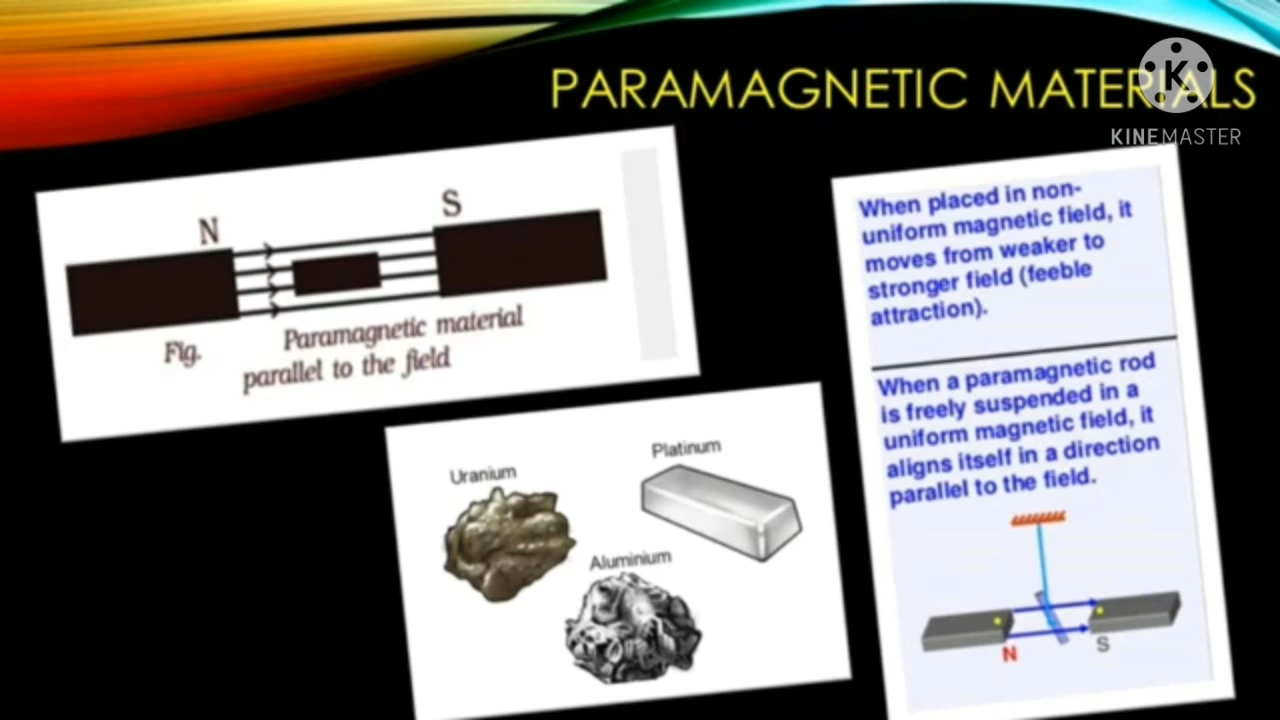 PARAMAGNETIC MATERIALS
K
KINEMASTER
N
S
Fig.
Paramagnetic material
parallel to the field
Uranium
Platinum
Aluminium
When placed in non-
uniform magnetic field, it
moves from weaker to
stronger field (feeble
attraction).
When a paramagnetic rod
is freely suspended in a
uniform magnetic field, it
aligns itself in a direction
parallel to the field.
N
S